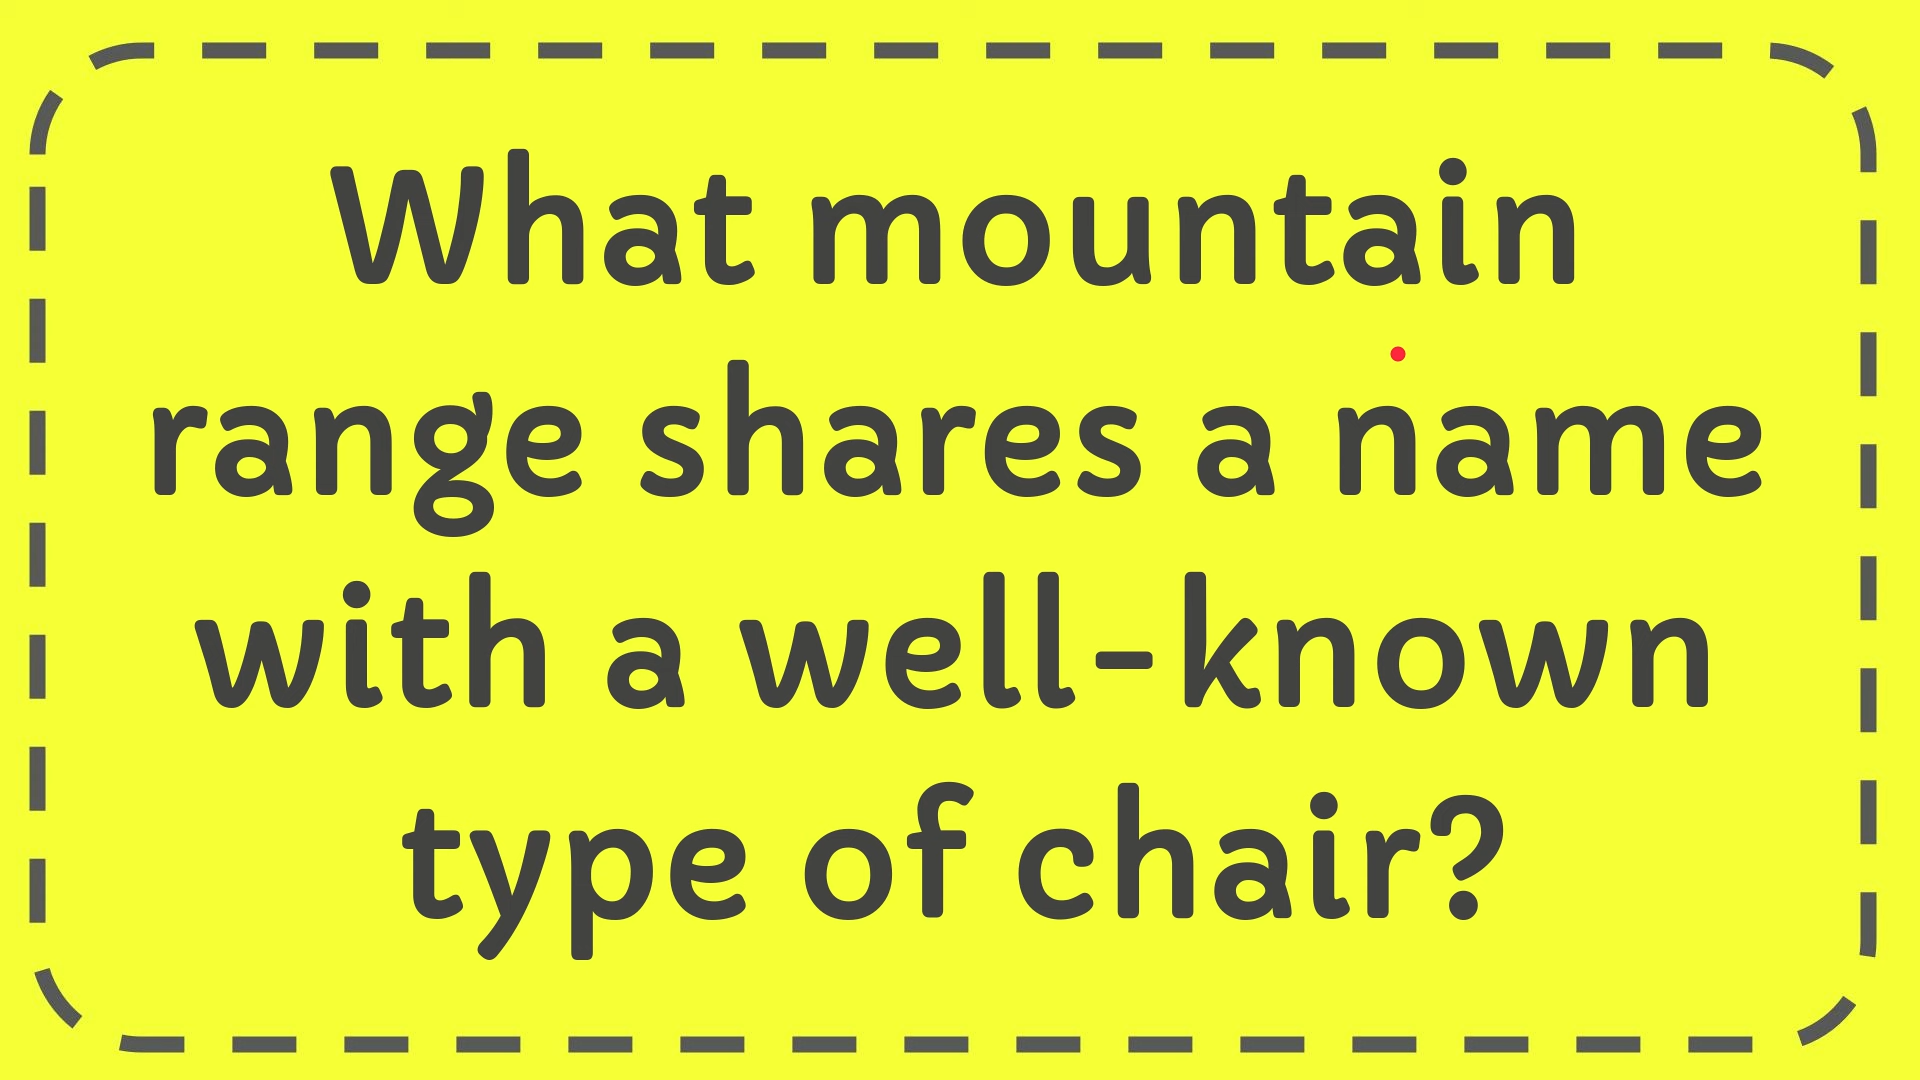 What mountain
range shares a name
with a well-known
type of chair?